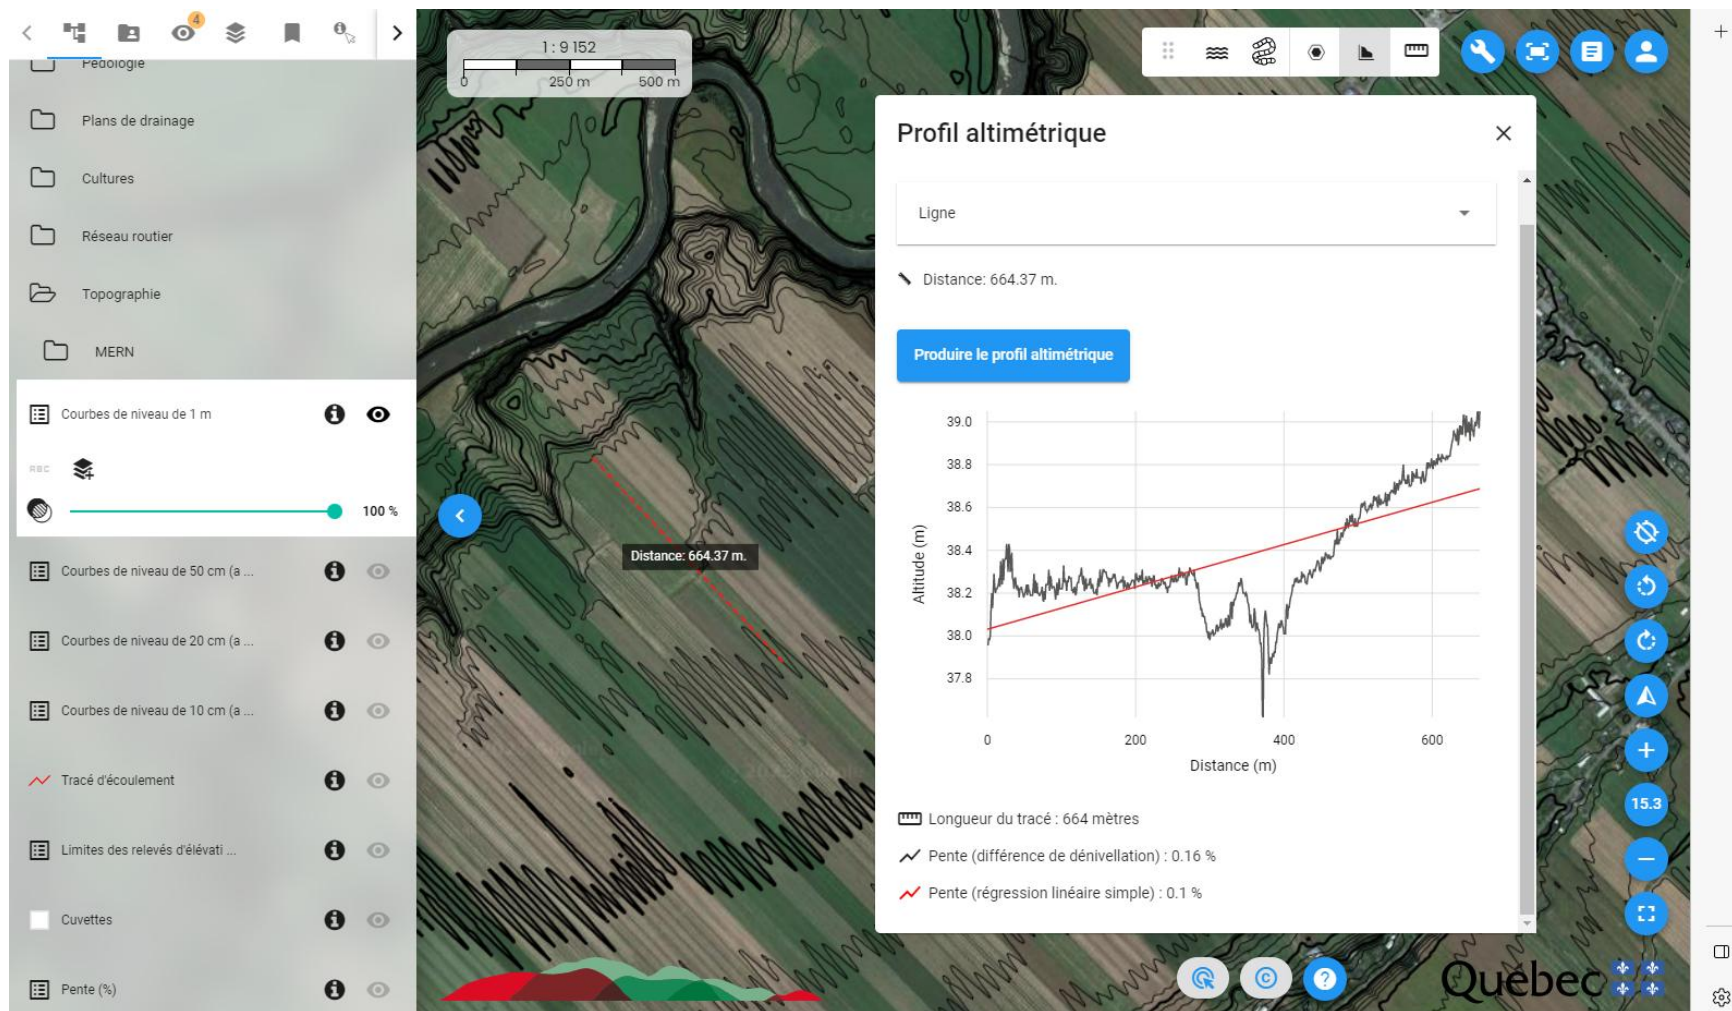 4
Pédologie
Plans de drainage
Cultures
Réseau routier
Topographie
MERN
Courbes de niveau de 1 m
ABC
100 %
Courbes de niveau de 50 cm (a ...
Courbes de niveau de 20 cm (a ...
Courbes de niveau de 10 cm (a ...
Tracé d'écoulement
Limites des relevés d'élévati ...
Cuvettes
Pente (%)
1 : 9 152
0 250 m 500 m
Distance: 664.37 m.
Profil altimétrique
Ligne
Distance: 664.37 m.
Produire le profil altimétrique
39.0
38.8
38.6
38.4
38.2
38.0
37.8
Altitude (m)
0 200 400 600
Distance (m)
Longueur du tracé : 664 mètres
Pente (différence de dénivellation) : 0.16 %
Pente (régression linéaire simple) : 0.1 %
15.3
Québec